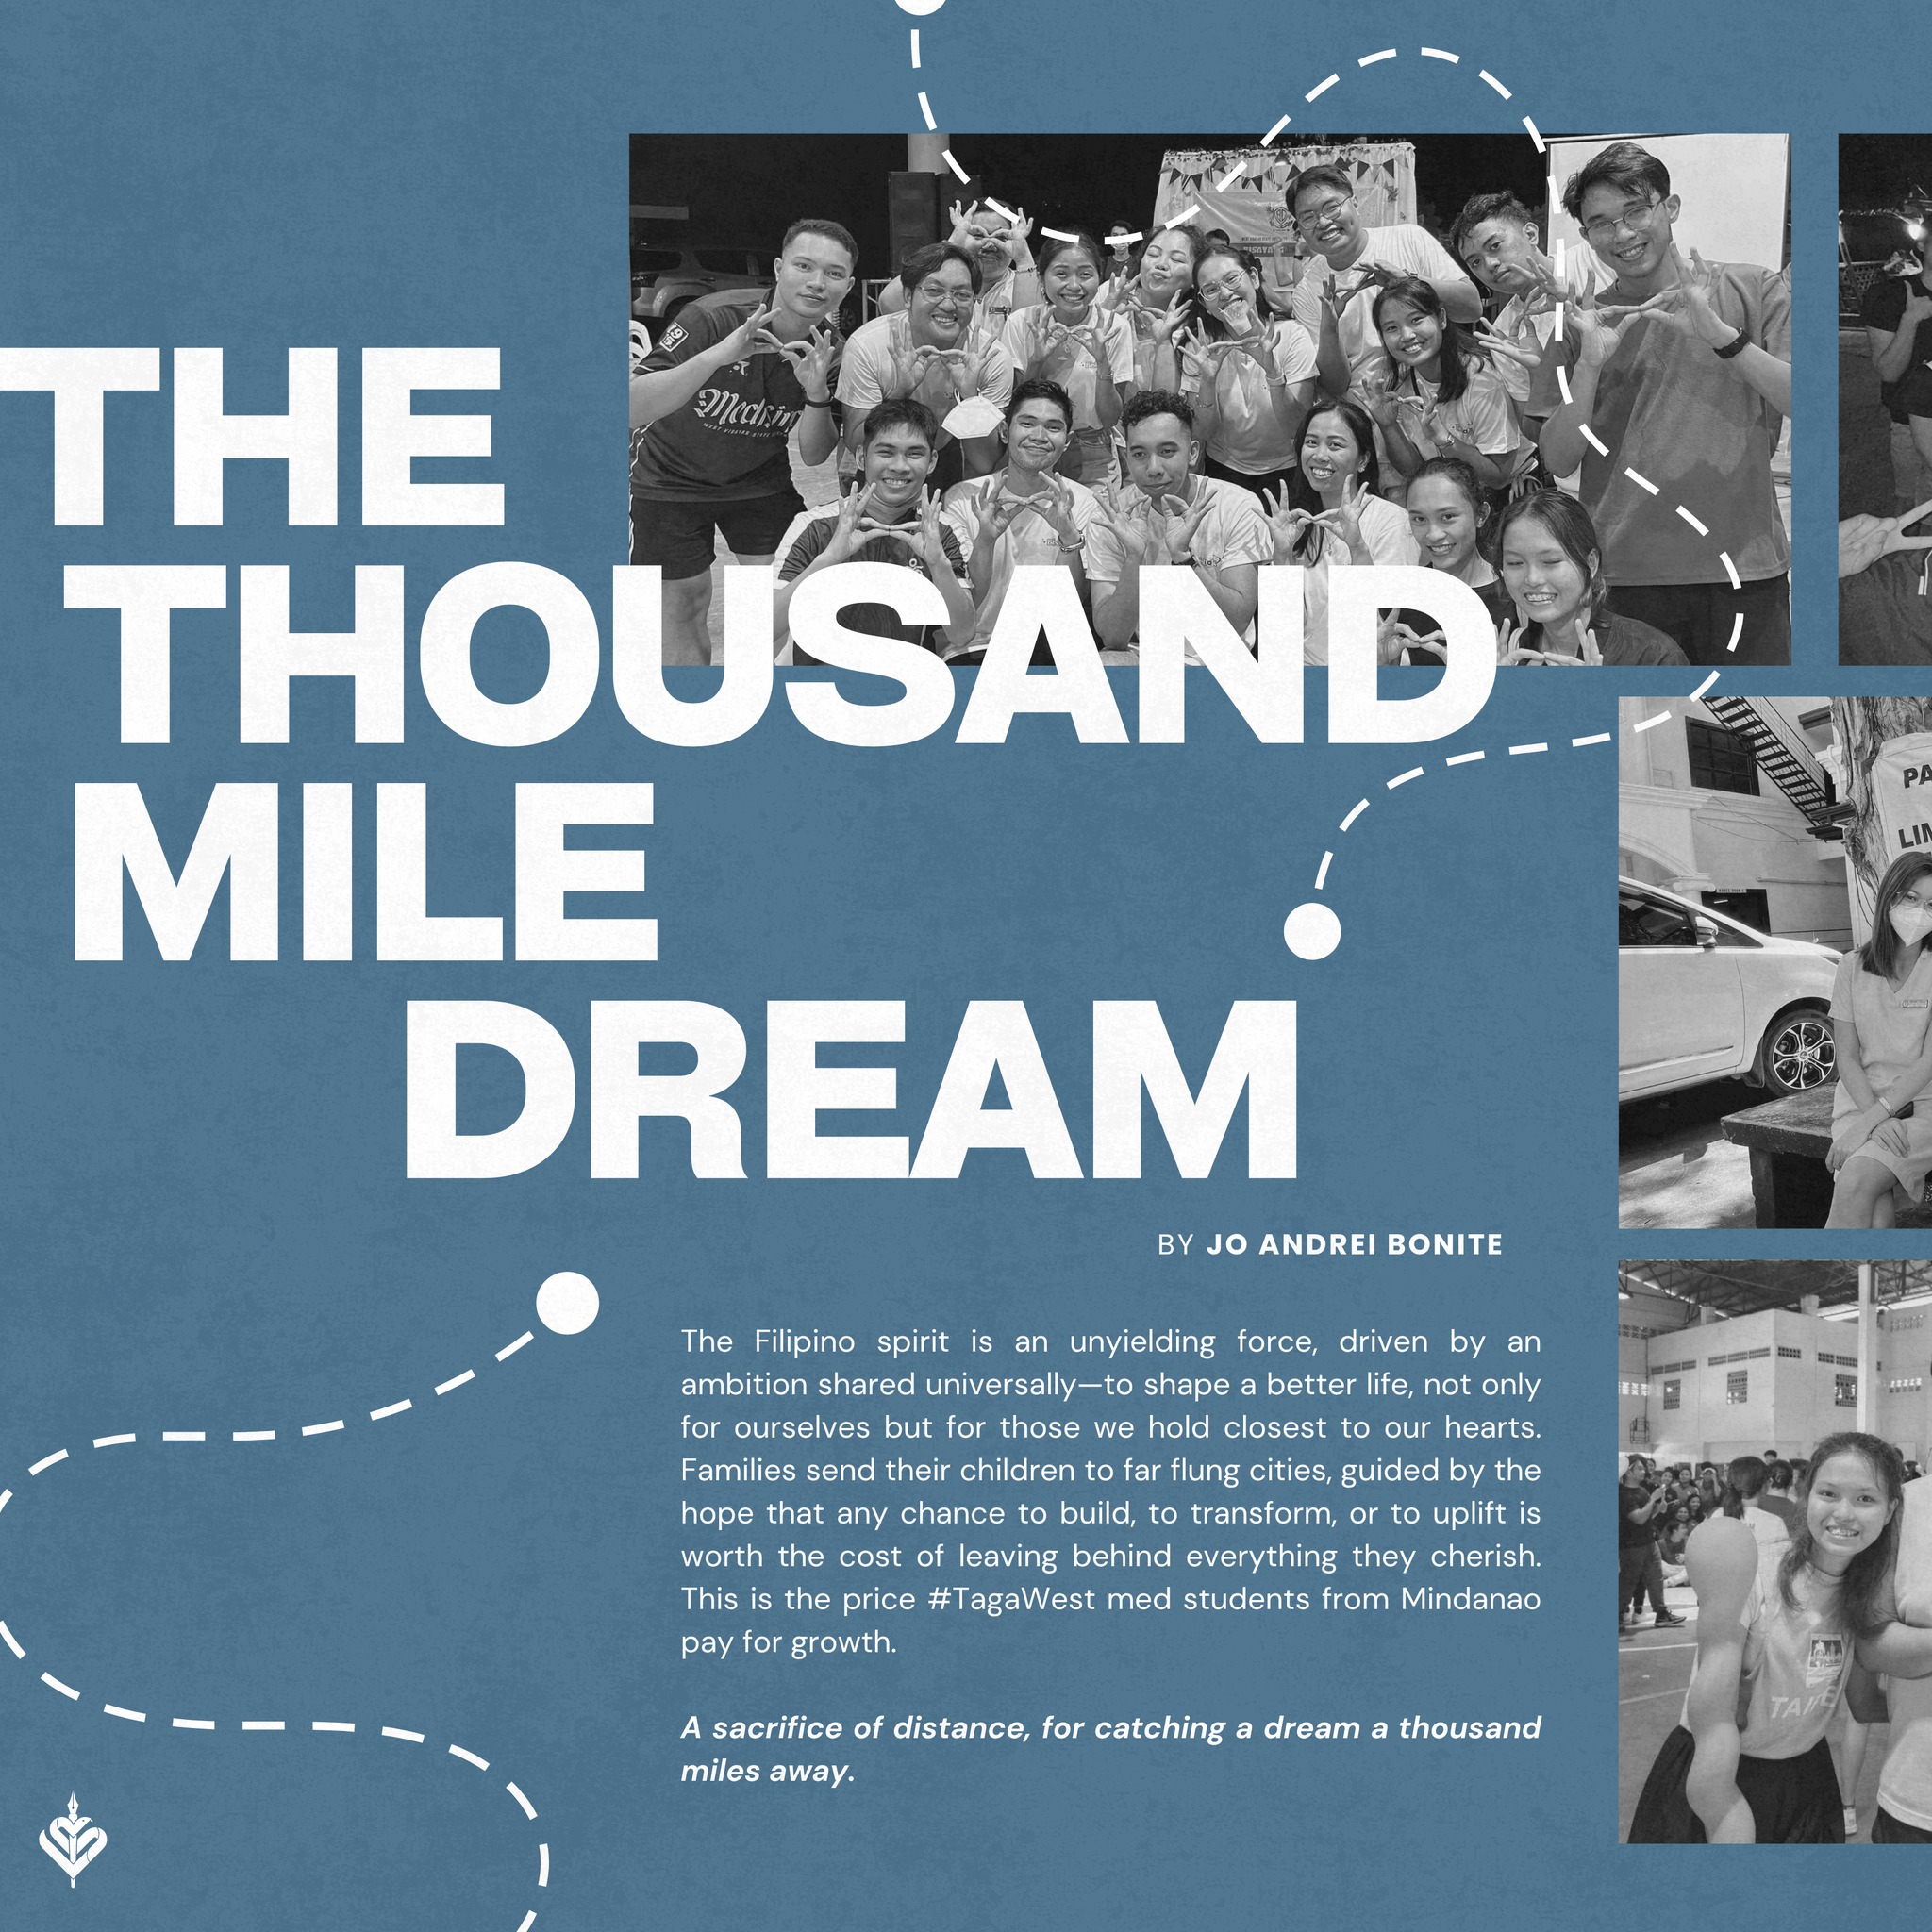 THE
THOUSAND
MILE
DREAM
BY JO ANDREI BONITE
The Filipino spirit is an unyielding force, driven by an
ambition shared universally—to shape a better life, not only
for ourselves but for those we hold closest to our hearts.
Families send their children to far flung cities, guided by the
hope that any chance to build, to transform, or to uplift is
worth the cost of leaving behind everything they cherish.
This is the price #TagaWest med students from Mindanao
pay for growth.
A sacrifice of distance, for catching a dream a thousand
miles away.
Medisina
PA
LIM